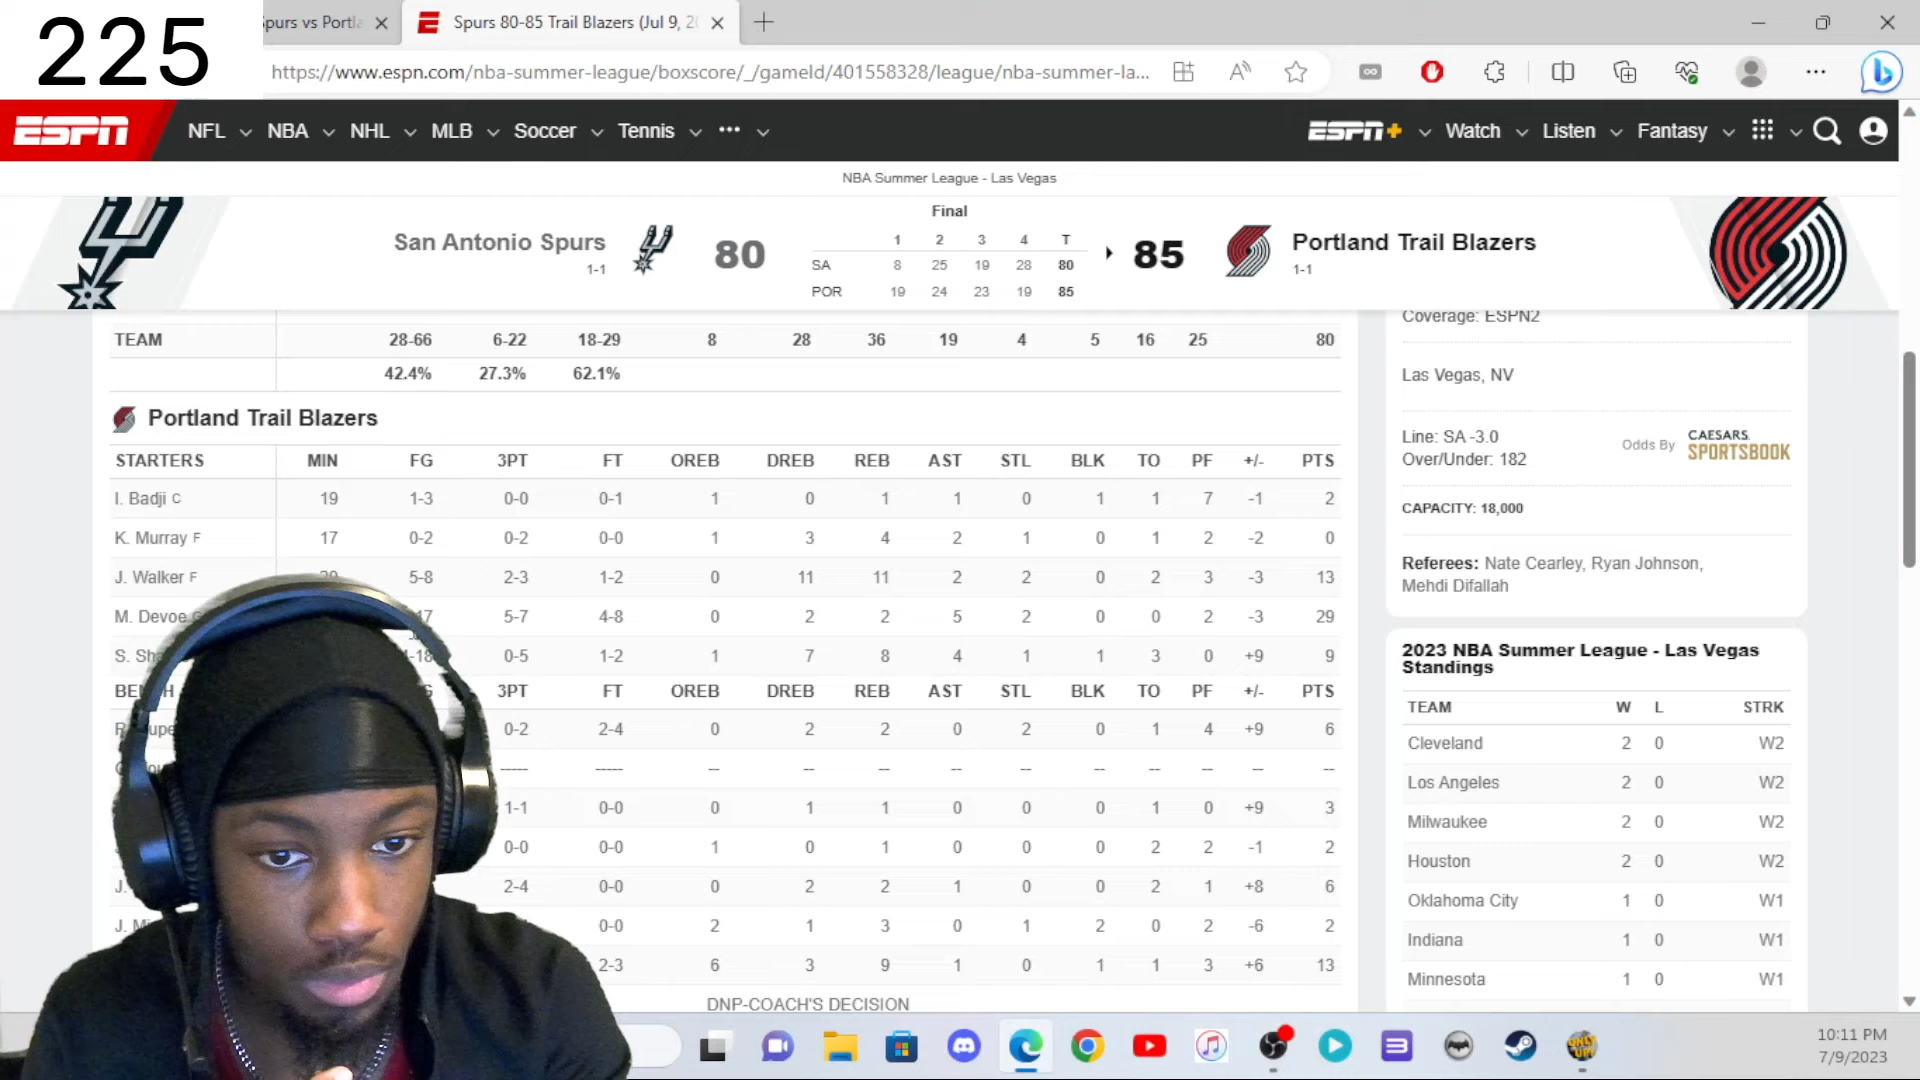 225
Spurs vs Portla
Spurs 80-85 Trail Blazers (Jul 9, 20
https://www.espn.com/nba-summer-league/boxscore/_/gameId/401558328/league/nba-summer-la...
ESPN NFL NBA NHL MLB Soccer Tennis ••• ESPN+ Watch Listen Fantasy
NBA Summer League - Las Vegas
Final
San Antonio Spurs 80 85 Portland Trail Blazers
1-1 1-1
1 2 3 4 T
SA 8 25 19 28 80
POR 19 24 23 19 85
TEAM 28-66 6-22 18-29 8 28 36 19 4 5 16 25 80
42.4% 27.3% 62.1%
Portland Trail Blazers
STARTERS MIN FG 3PT FT OREB DREB REB AST STL BLK TO PF +/- PTS
I. Badji C 19 1-3 0-0 0-1 1 0 1 1 0 1 1 7 -1 2
K. Murray F 17 0-2 0-2 0-0 1 3 4 2 1 0 1 2 -2 0
J. Walker F 5-8 2-3 1-2 0 11 11 2 2 0 2 3 -3 13
M. Devoe 5-7 4-8 0 2 2 5 2 0 0 2 -3 29
S. 0-5 1-2 1 7 8 4 1 1 3 0 +9 9
3PT FT OREB DREB REB AST STL BLK TO PF +/- PTS
0-2 2-4 0 2 2 0 2 0 1 4 +9 6
----- ----- -- -- -- -- -- -- -- -- -- --
1-1 0-0 0 1 1 0 0 0 1 0 +9 3
0-0 0-0 1 0 1 0 0 0 2 2 -1 2
J. 2-4 0-0 0 2 2 1 0 0 2 1 +8 6
J. 0-0 2 1 3 0 1 2 0 2 -6 2
2-3 6 3 9 1 0 1 1 3 +6 13
DNP-COACH'S DECISION
Coverage: ESPN2
Las Vegas, NV
Line: SA -3.0
Over/Under: 182
Odds By CAESARS SPORTSBOOK
CAPACITY: 18,000
Referees: Nate Cearley, Ryan Johnson,
Mehdi Difallah
2023 NBA Summer League - Las Vegas
Standings
TEAM W L STRK
Cleveland 2 0 W2
Los Angeles 2 0 W2
Milwaukee 2 0 W2
Houston 2 0 W2
Oklahoma City 1 0 W1
Indiana 1 0 W1
Minnesota 1 0 W1
10:11 PM
7/9/2023